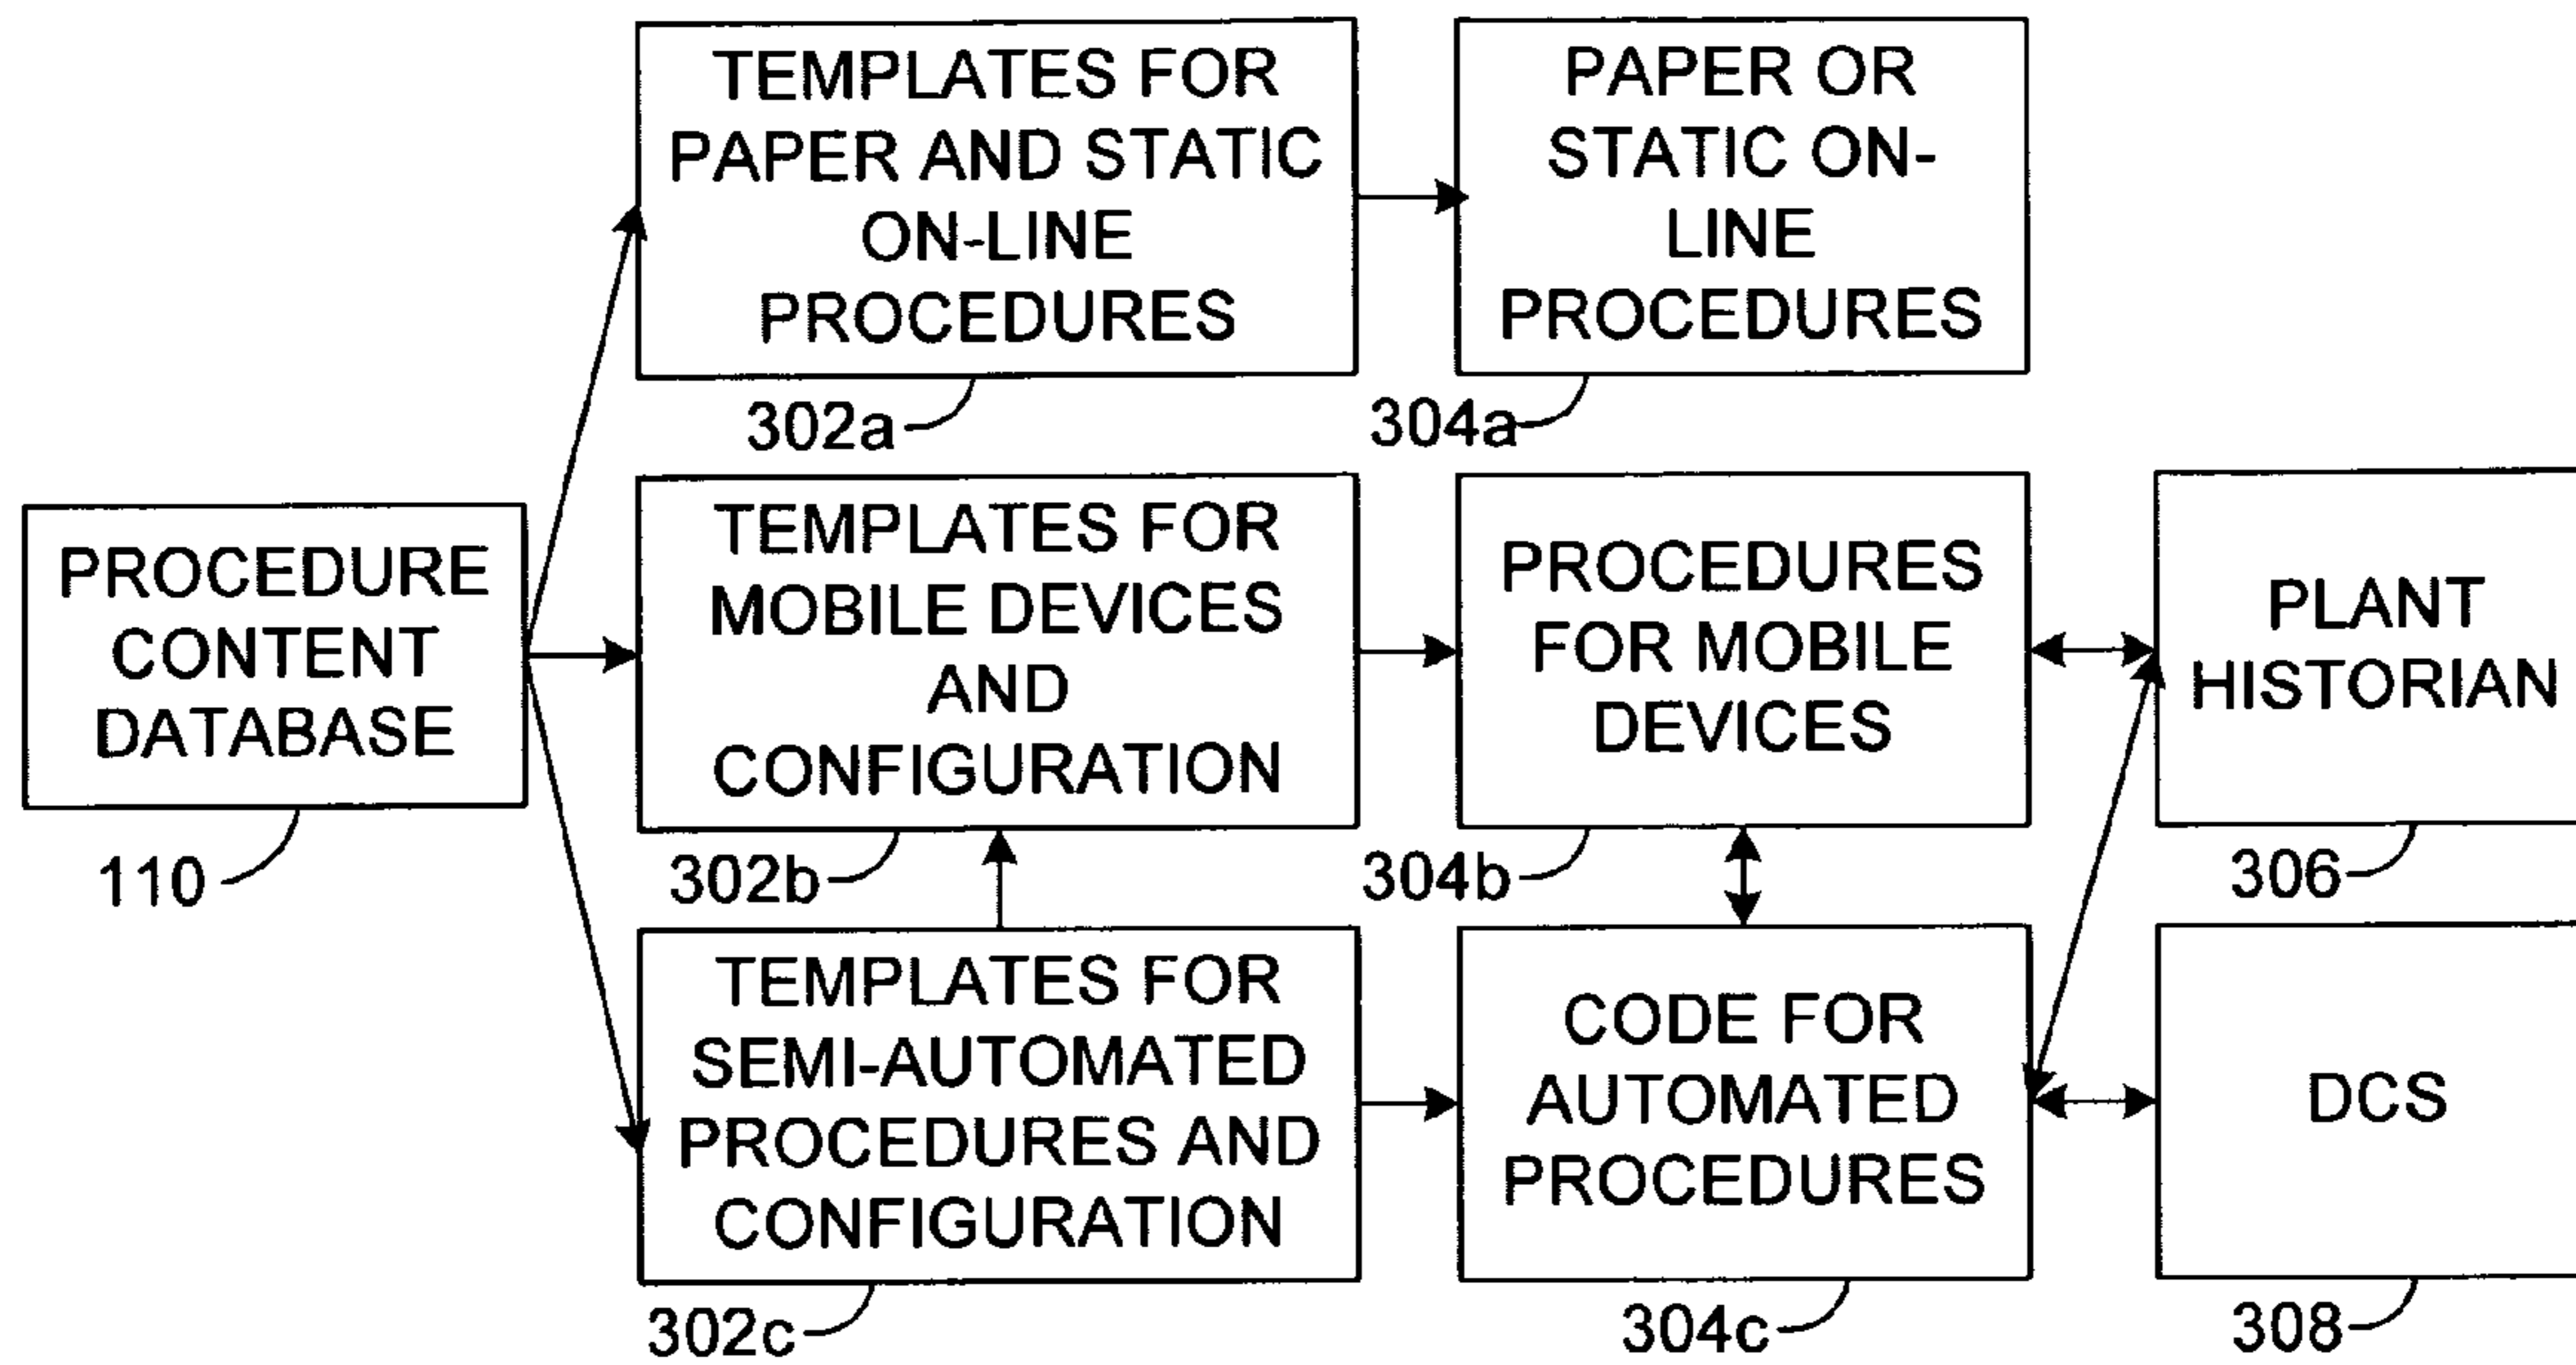 TEMPLATES FOR
PAPER AND STATIC
ON-LINE
PROCEDURES
302a
PAPER OR
STATIC ON-
LINE
PROCEDURES
304a
PROCEDURE
CONTENT
DATABASE
110
TEMPLATES FOR
MOBILE DEVICES
AND
CONFIGURATION
302b
PROCEDURES
FOR MOBILE
DEVICES
304b
PLANT
HISTORIAN
306
TEMPLATES FOR
SEMI-AUTOMATED
PROCEDURES AND
CONFIGURATION
302c
CODE FOR
AUTOMATED
PROCEDURES
304c
DCS
308